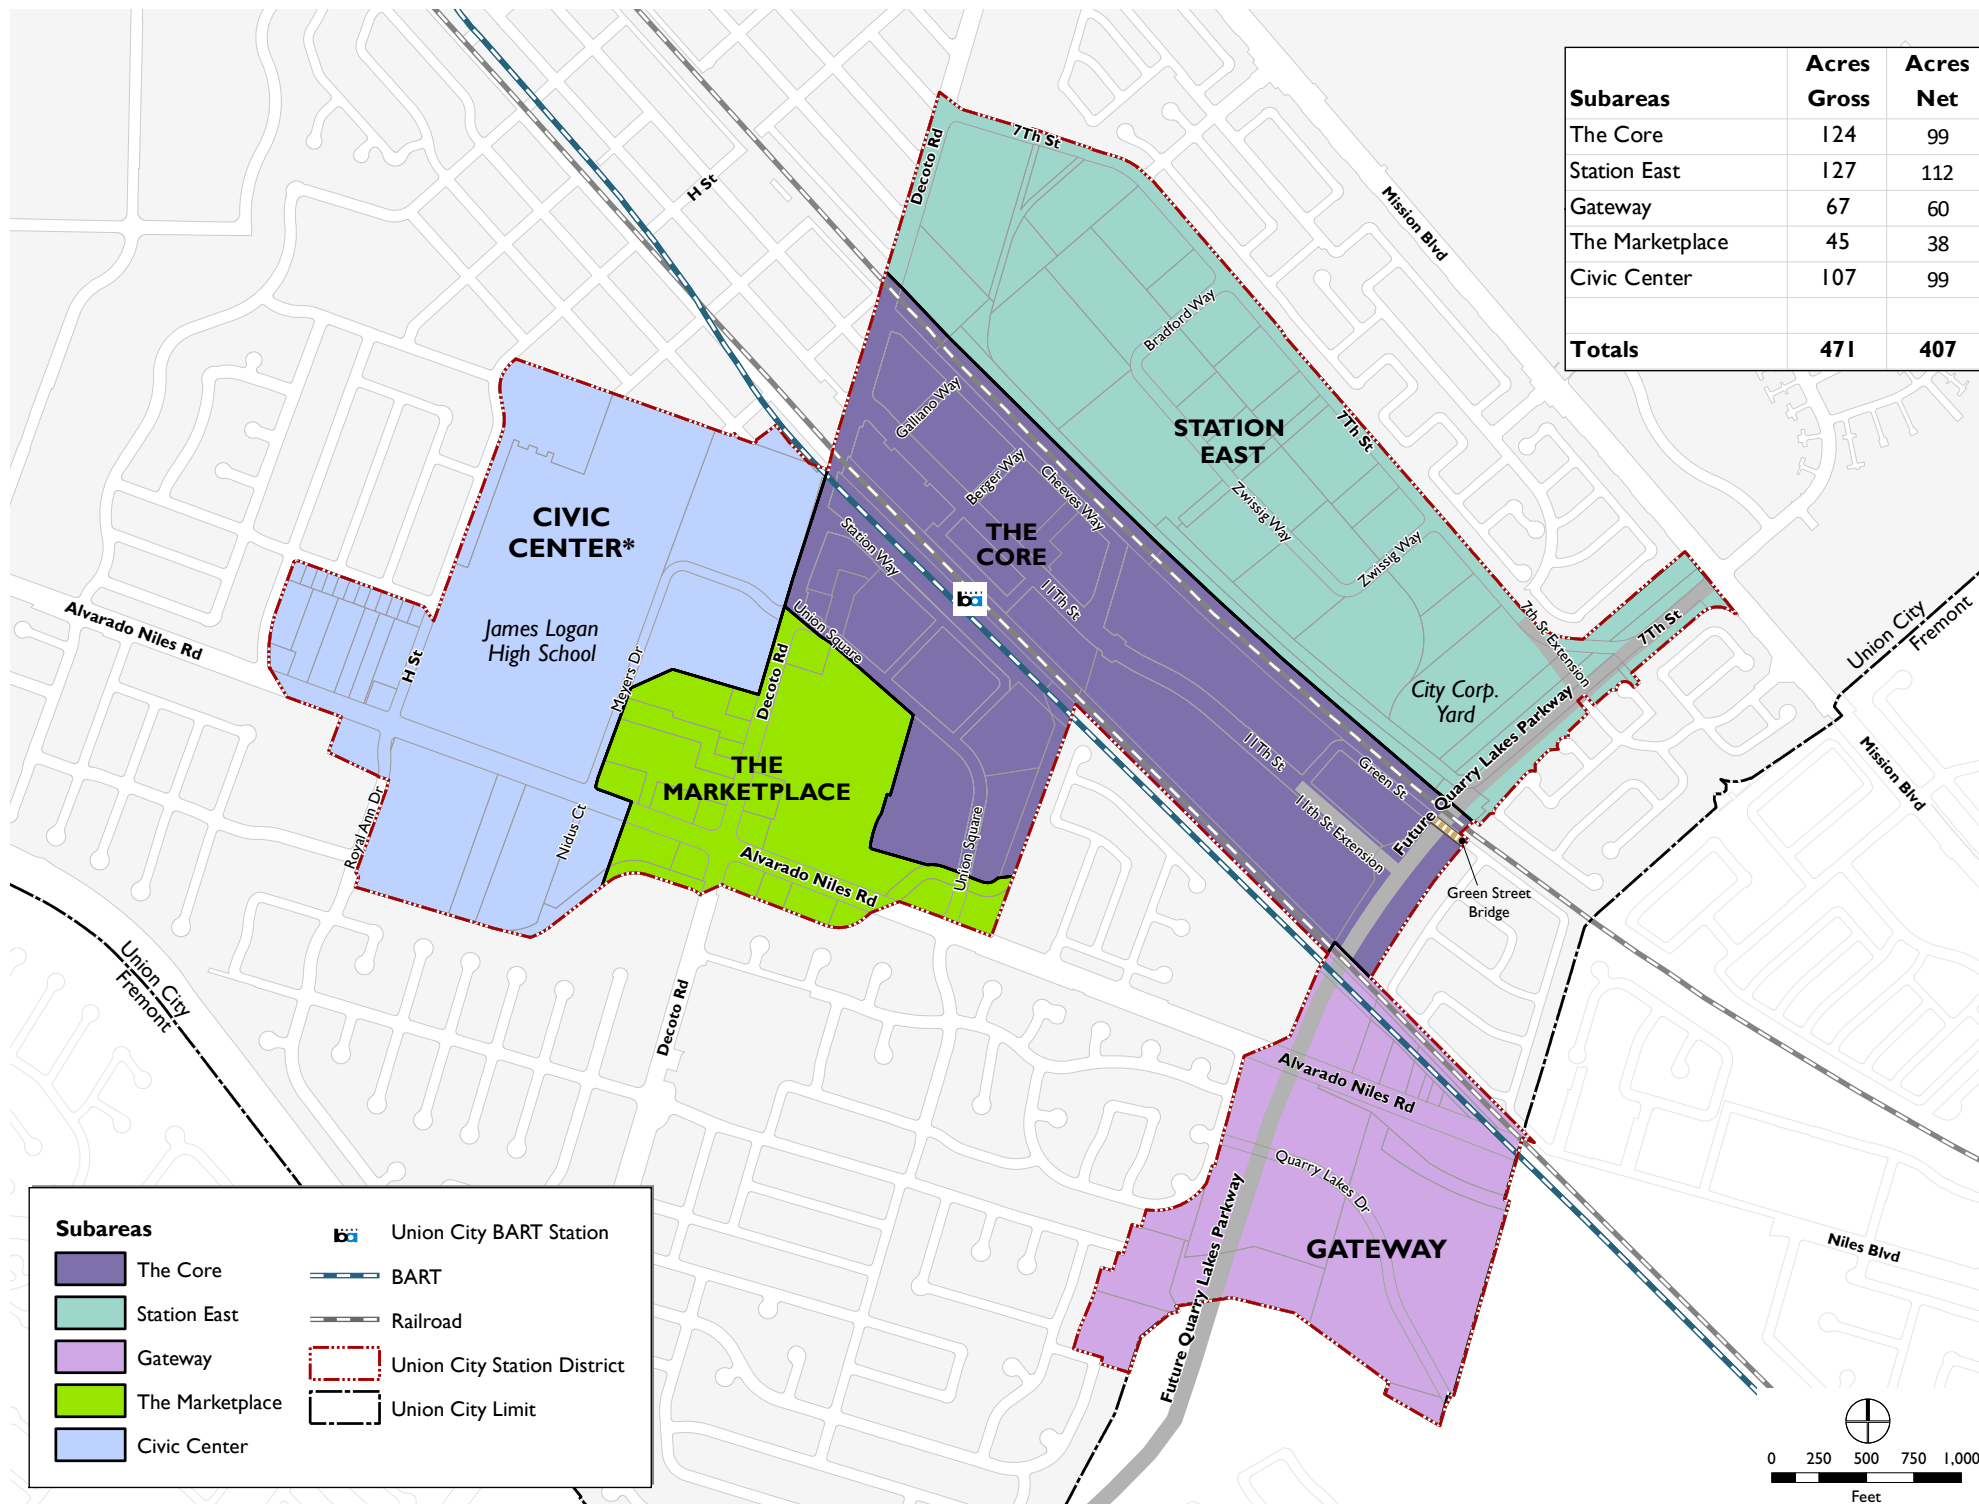 Acres Acres
Subareas Gross Net
The Core 124 99
Station East 127 112
Gateway 67 60
The Marketplace 45 38
Civic Center 107 99
Totals 471 407
7Th St
Decoto Rd
H St
Mission Blvd
Bradford Way
Galliano Way
STATION
EAST
7Th St
Berger Way
Cheeves Way
Zwissig Way
Zwissig Way
CIVIC
CENTER*
THE
CORE
Station Way
11Th St
Union Square
James Logan
High School
Alvarado Niles Rd
H St
Meyers Dr
Decoto Rd
7th St Extension
7Th St
Union City
Fremont
City Corp.
Yard
Mission Blvd
THE
MARKETPLACE
11Th St
Green St
11th St Extension
Future Quarry Lakes Parkway
Royal Ann Dr
Nidus Ct
Alvarado Niles Rd
Union Square
Green Street
Bridge
Union City
Fremont
Decoto Rd
Alvarado Niles Rd
Quarry Lakes Dr
Future Quarry Lakes Parkway
GATEWAY
Niles Blvd
Subareas
The Core
Station East
Gateway
The Marketplace
Civic Center
ba Union City BART Station
BART
Railroad
Union City Station District
Union City Limit
0 250 500 750 1,000
Feet